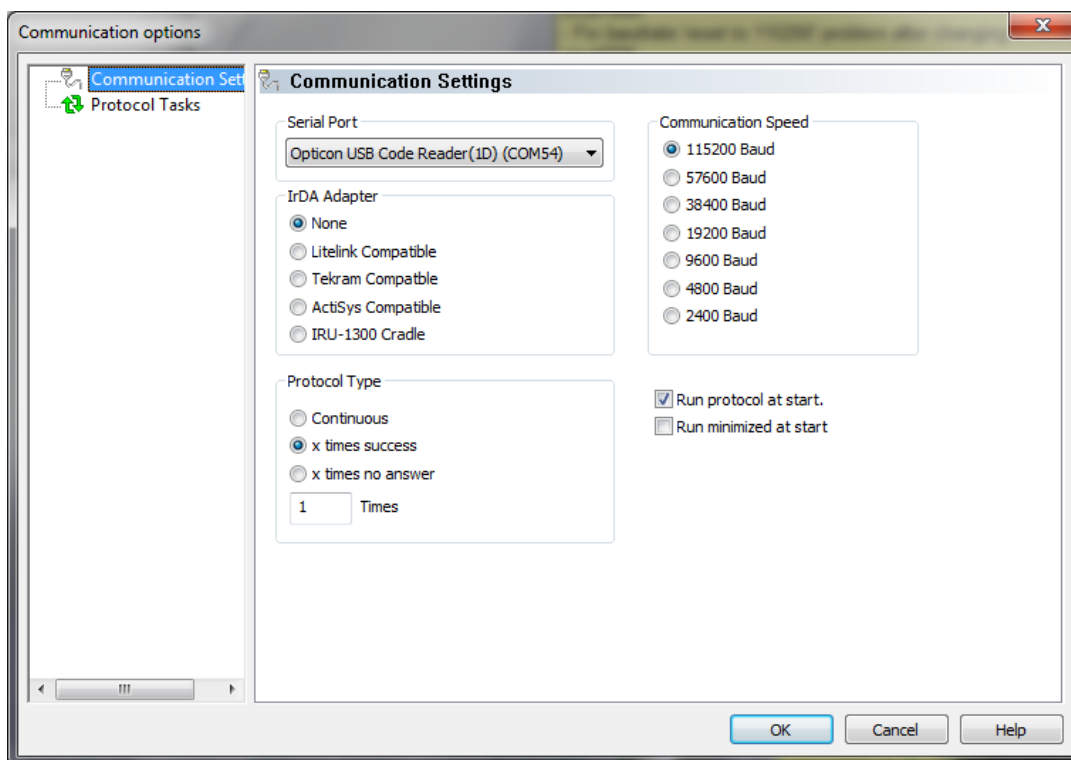 Communication options
Communication Sett
Protocol Tasks
Communication Settings
Serial Port
Opticon USB Code Reader(1D) (COM54)
IrDA Adapter
None
Litelink Compatible
Tekram Compatble
ActiSys Compatible
IRU-1300 Cradle
Protocol Type
Continuous
x times success
x times no answer
1 Times
Communication Speed
115200 Baud
57600 Baud
38400 Baud
19200 Baud
9600 Baud
4800 Baud
2400 Baud
Run protocol at start.
Run minimized at start
OK
Cancel
Help